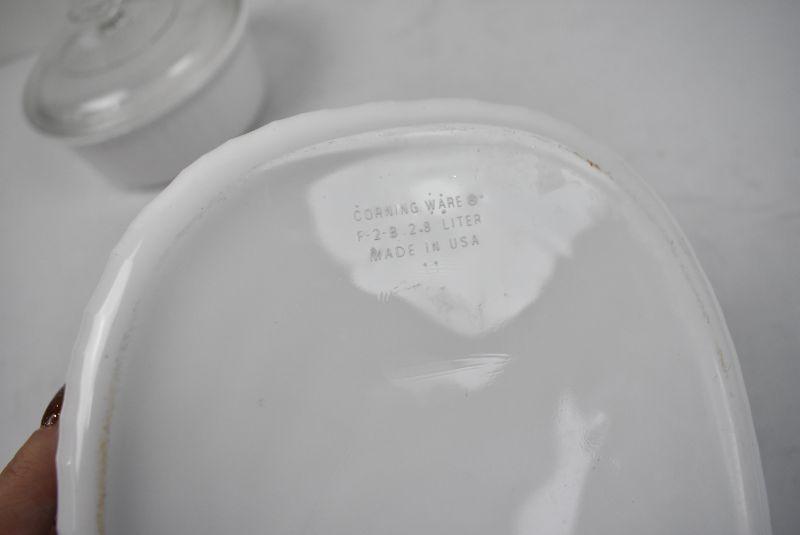 CORNING WARE®
F-2-B 2.8 LITER
MADE IN USA